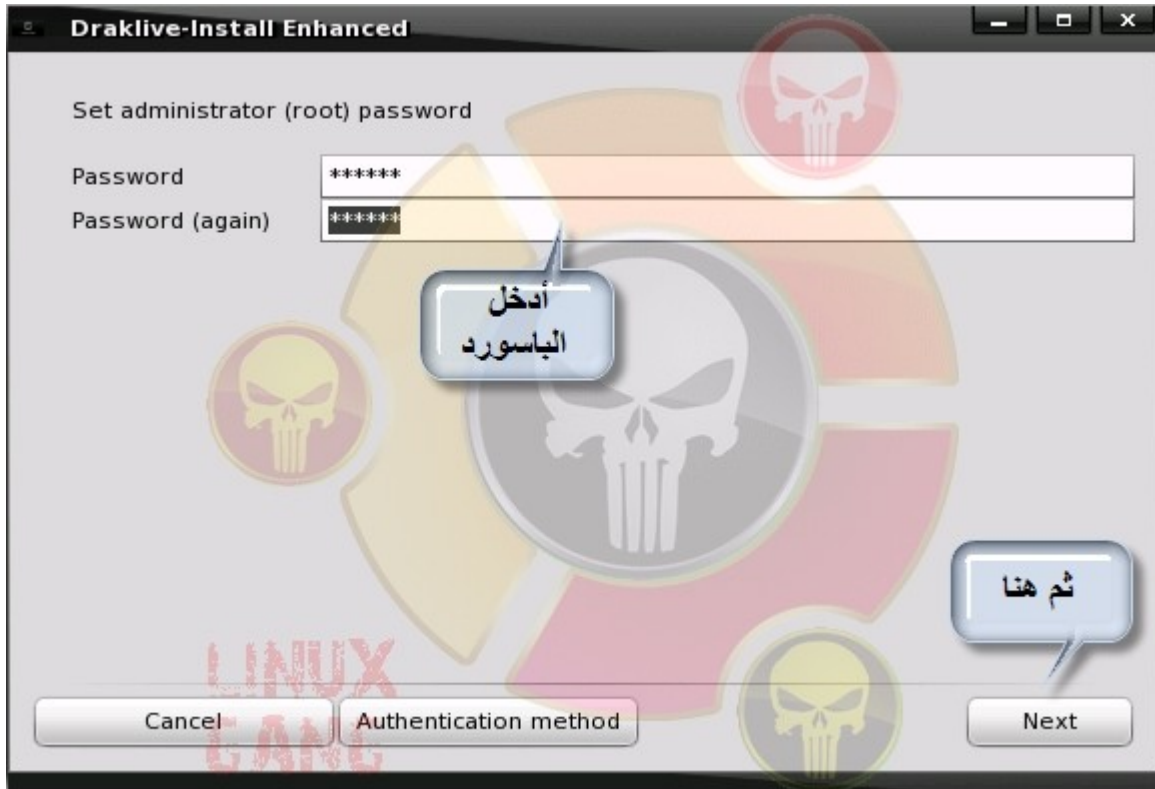 Draklive-Install Enhanced
Set administrator (root) password
Password ******
Password (again) ******
أدخل
الباسورد
ثم هنا
LINUX
GANG
Cancel
Authentication method
Next